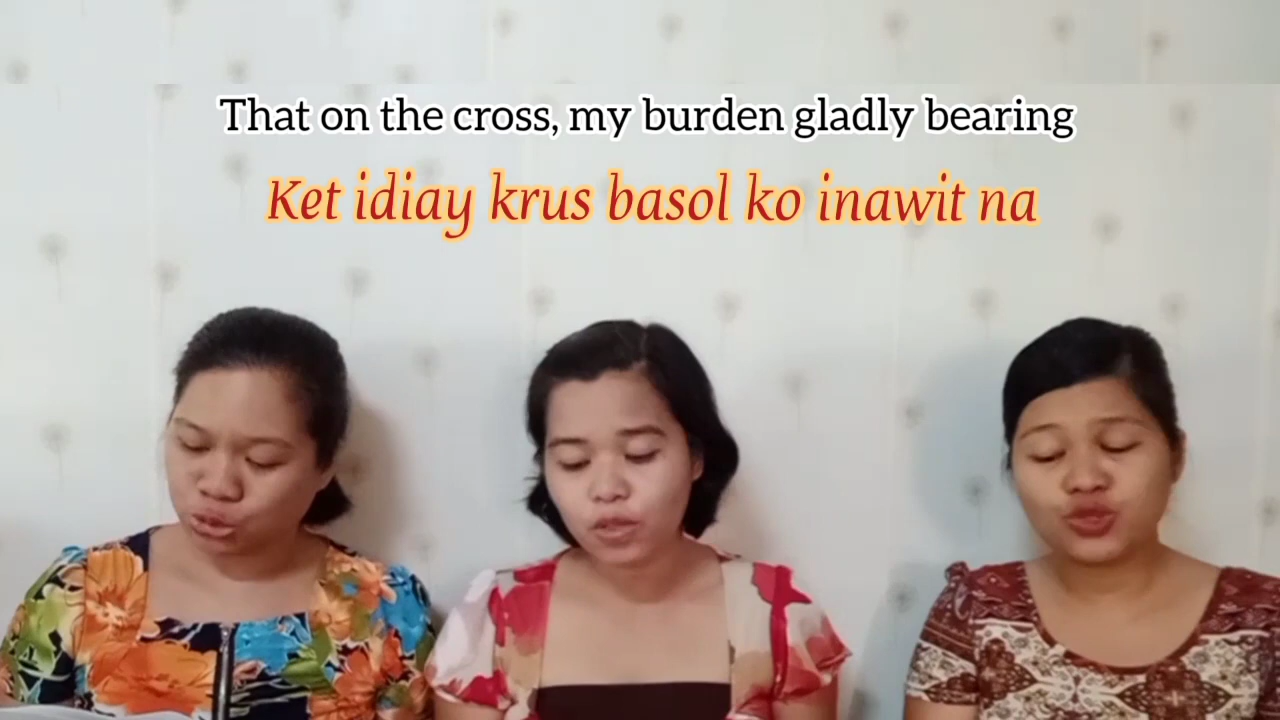 That on the cross, my burden gladly bearing
Ket idiay krus basol ko inawit na